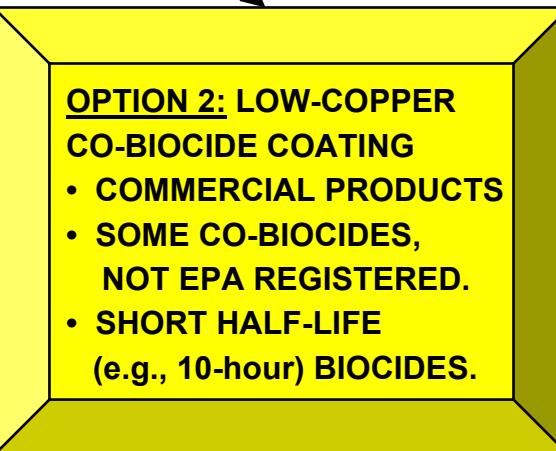 OPTION 2: LOW-COPPER
CO-BIOCIDE COATING
• COMMERCIAL PRODUCTS
• SOME CO-BIOCIDES,
NOT EPA REGISTERED.
• SHORT HALF-LIFE
(e.g., 10-hour) BIOCIDES.